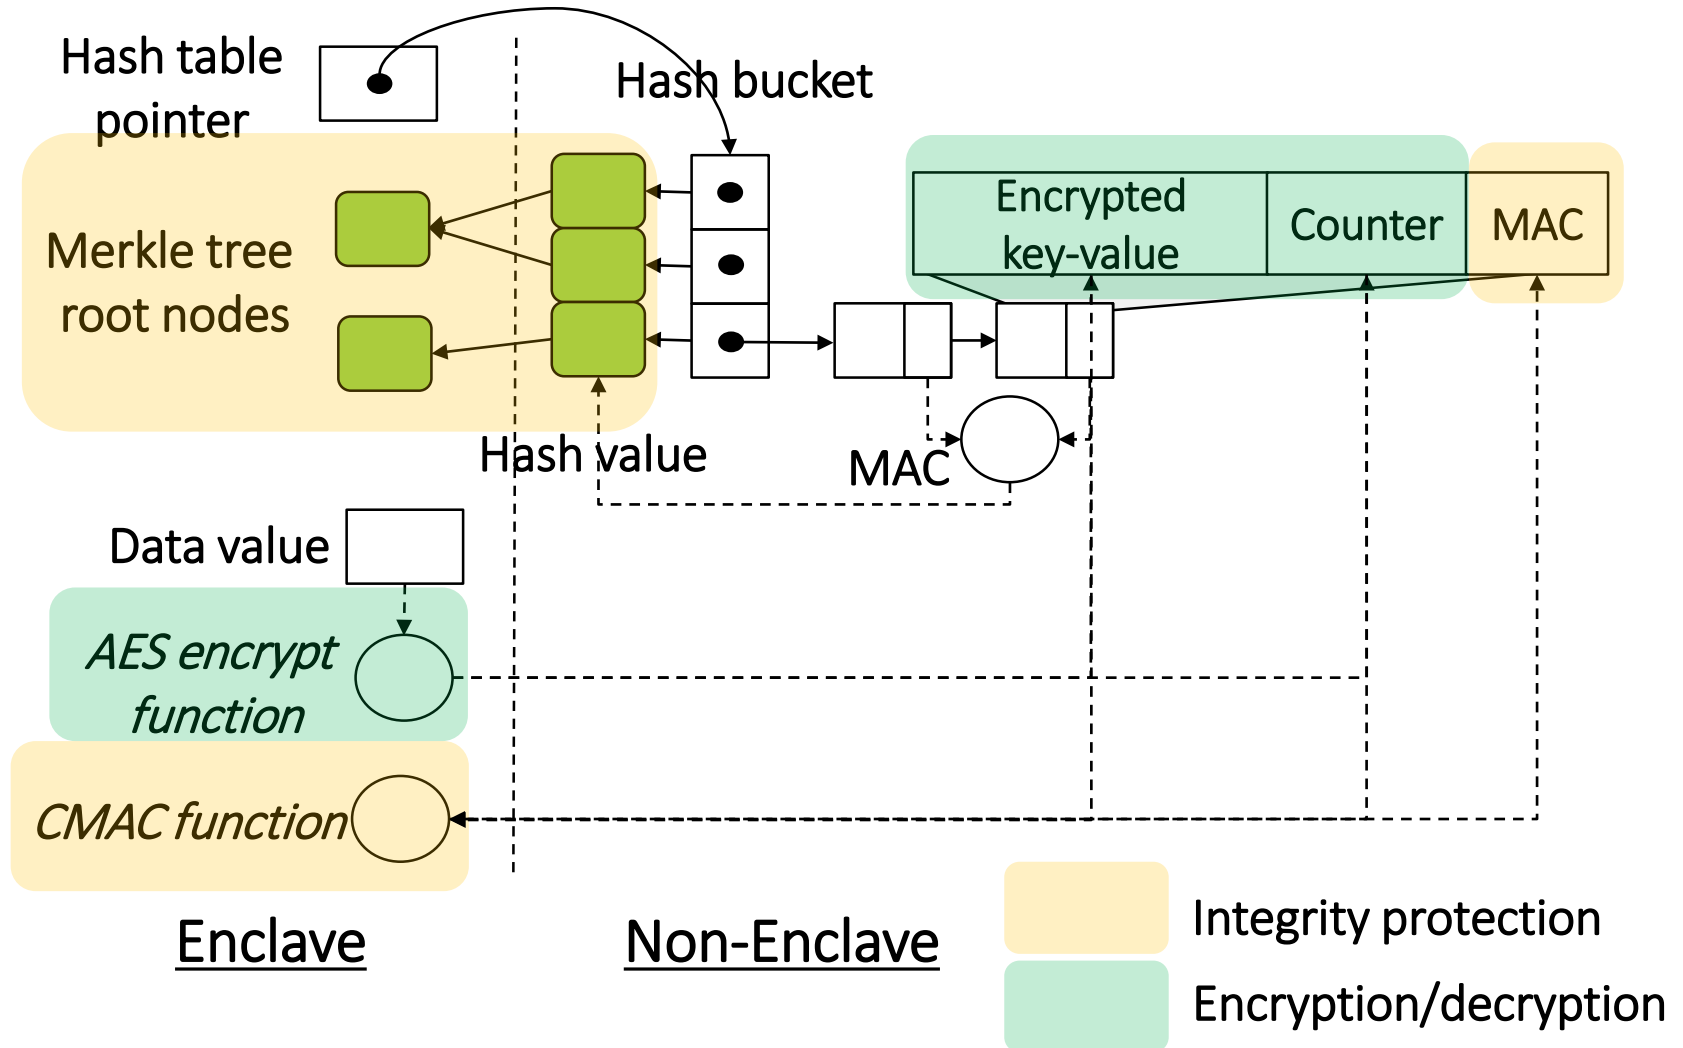 Hash table
pointer
Hash bucket
Encrypted
key-value
Counter
MAC
Merkle tree
root nodes
Hash value
MAC
Data value
AES encrypt
function
CMAC function
Enclave
Non-Enclave
Integrity protection
Encryption/decryption